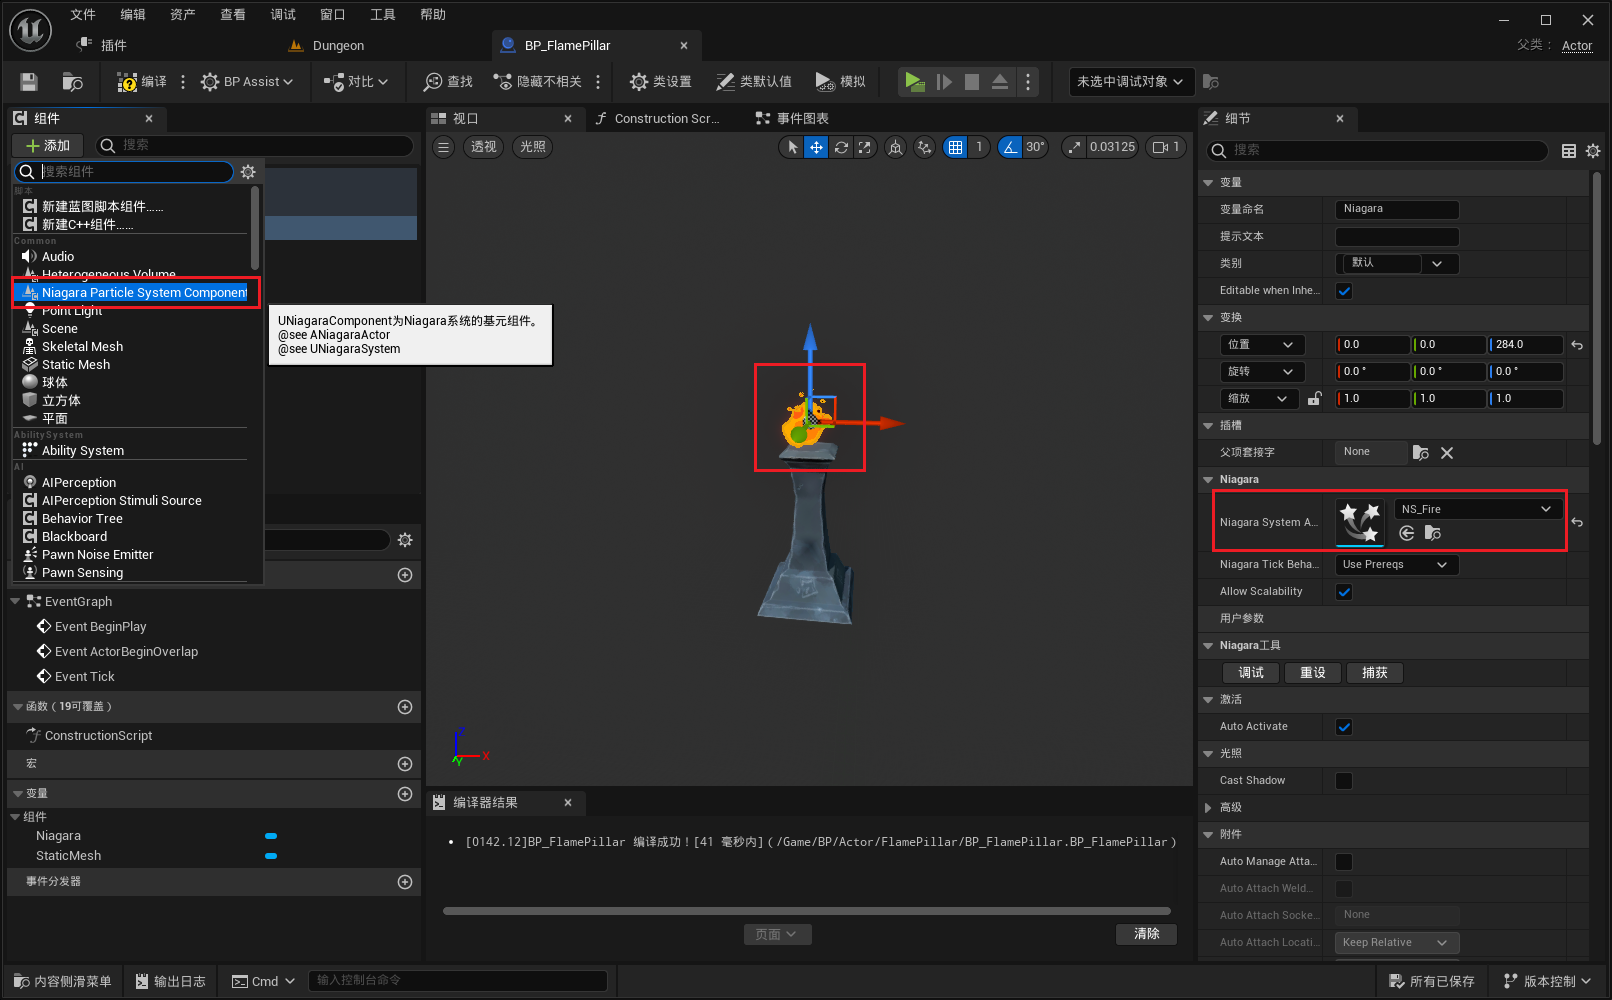 文件 编辑 资产 查看 调试 窗口 工具 帮助
插件 Dungeon BP_FlamePillar
父类： Actor
编译 BP Assist 对比 查找 隐藏不相关 类设置 类默认值 模拟 未选中调试对象
组件
添加 搜索
搜索组件
脚本
新建蓝图脚本组件......
新建C++组件......
Common
Audio
Heterogeneous Volume
Niagara Particle System Component
Point Light
Scene
Skeletal Mesh
Static Mesh
球体
立方体
平面
AbilitySystem
Ability System
AI
AIPerception
AIPerception Stimuli Source
Behavior Tree
Blackboard
Pawn Noise Emitter
Pawn Sensing
UNiagaraComponent为Niagara系统的基元组件。
@see ANiagaraActor
@see UNiagaraSystem
EventGraph
Event BeginPlay
Event ActorBeginOverlap
Event Tick
函数（19可覆盖）
ConstructionScript
宏
变量
组件
Niagara
StaticMesh
事件分发器
视口 Construction Scr... 事件图表
透视 光照 1 30° 0.03125 1
Z
X
Y
编译器结果
[0142.12]BP_FlamePillar 编译成功！[41 毫秒内]（/Game/BP/Actor/FlamePillar/BP_FlamePillar.BP_FlamePillar）
页面 清除
细节
搜索
变量
变量命名 Niagara
提示文本
类别 默认
Editable when Inhe...
变换
位置 0.0 0.0 284.0
旋转 0.0 ° 0.0 ° 0.0 °
缩放 1.0 1.0 1.0
插槽
父项套接字 None
Niagara
Niagara System A... NS_Fire
Niagara Tick Beha... Use Prereqs
Allow Scalability
用户参数
Niagara工具
调试 重设 捕获
激活
Auto Activate
光照
Cast Shadow
高级
附件
Auto Manage Atta...
Auto Attach Weld...
Auto Attach Socke... None
Auto Attach Locati... Keep Relative
内容侧滑菜单 输出日志 Cmd 输入控制台命令 所有已保存 版本控制